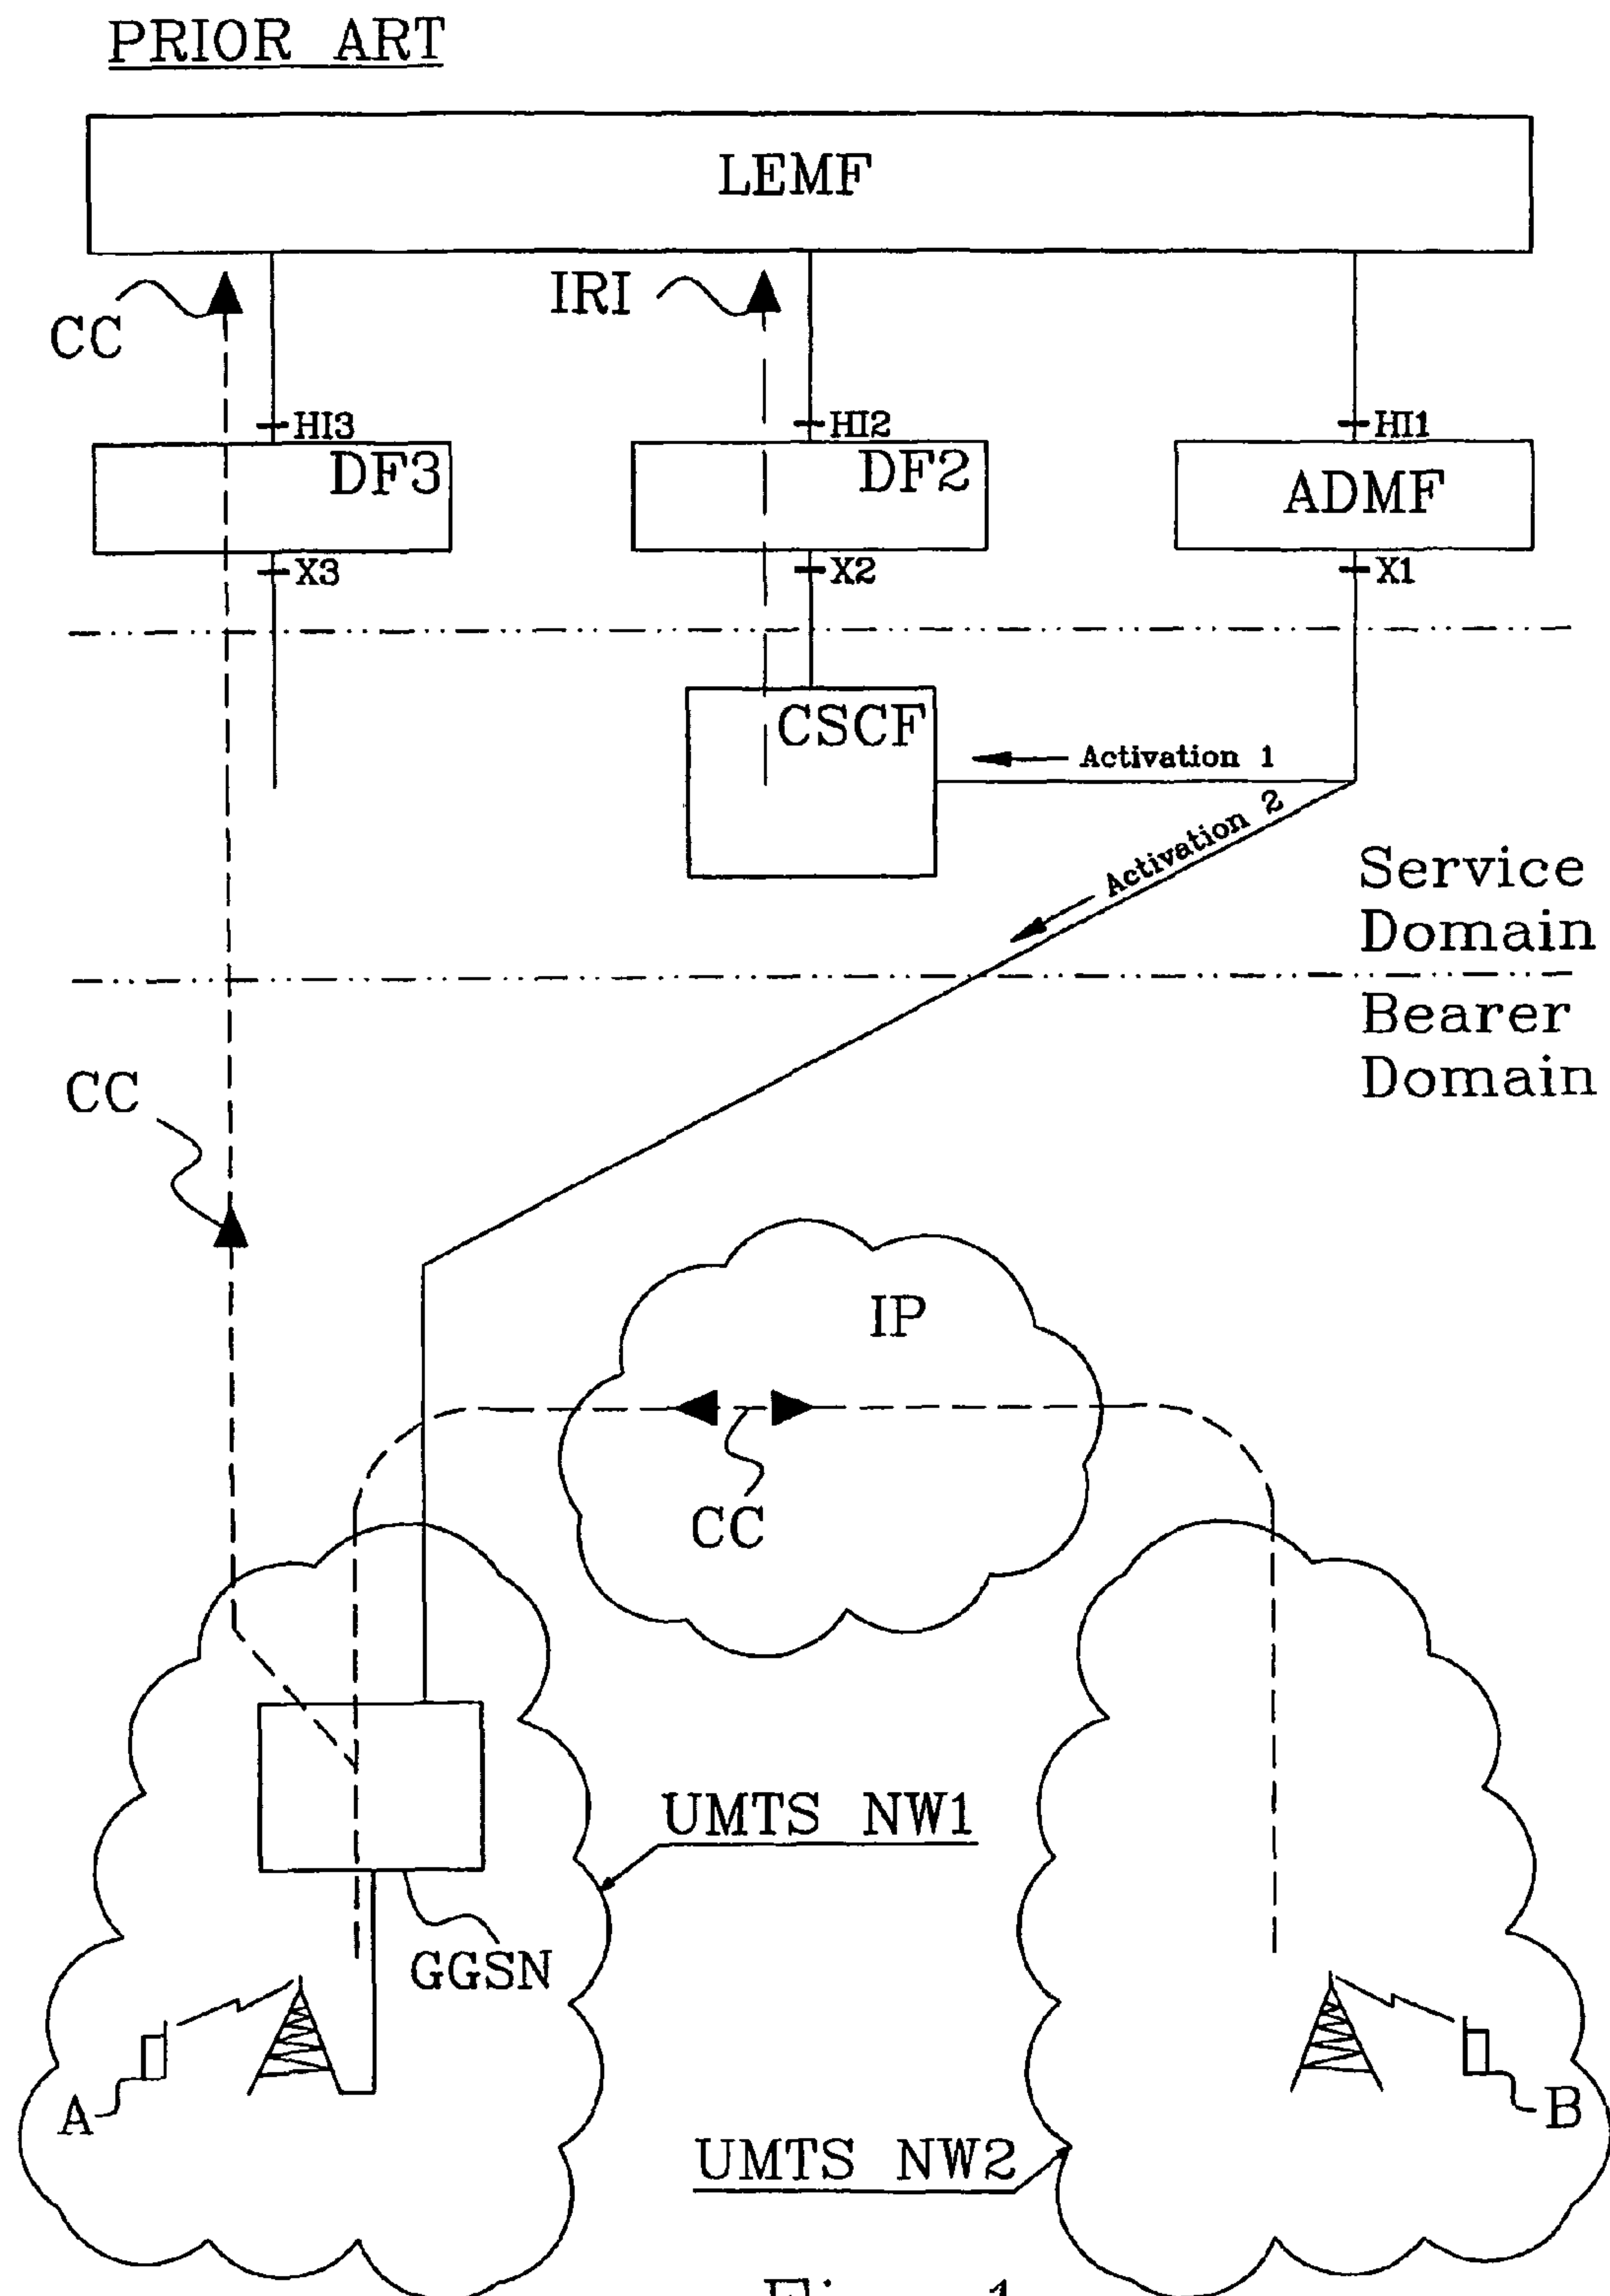 PRIOR ART
LEMF
CC
IRI
HI3
HI2
HI1
DF3
DF2
ADMF
X3
X2
X1
CSCF
Activation 1
Activation 2
Service
Domain
Bearer
Domain
CC
IP
CC
UMTS NW1
GGSN
A
B
UMTS NW2